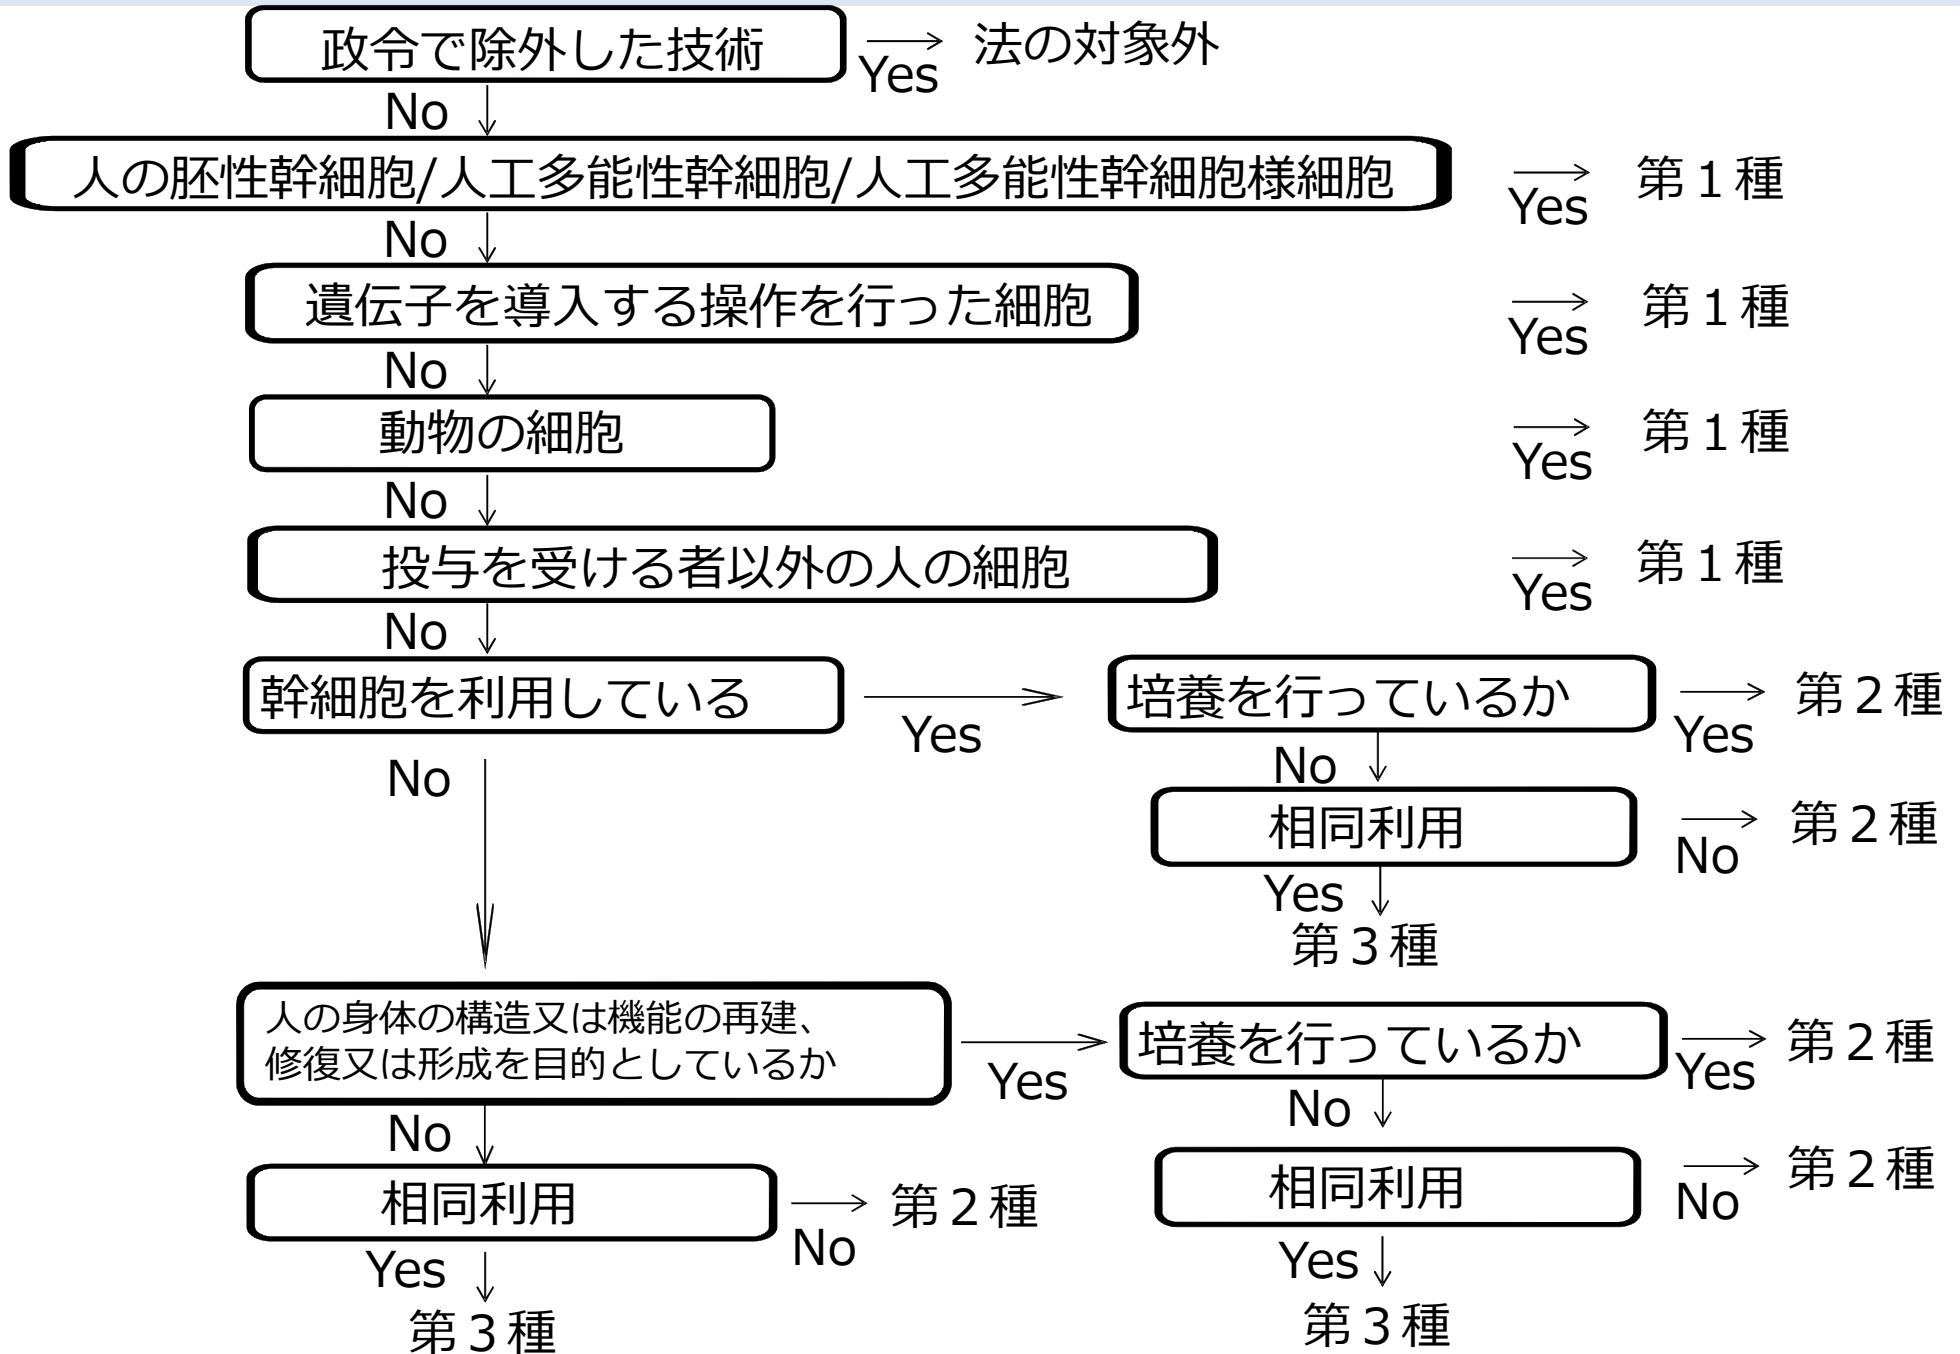 政令で除外した技術
Yes
法の対象外
No
人の胚性幹細胞/人工多能性幹細胞/人工多能性幹細胞様細胞
Yes
第１種
No
遺伝子を導入する操作を行った細胞
Yes
第１種
No
動物の細胞
Yes
第１種
No
投与を受ける者以外の人の細胞
Yes
第１種
No
幹細胞を利用している
Yes
培養を行っているか
Yes
第２種
No
No
相同利用
No
第２種
Yes
第３種
人の身体の構造又は機能の再建、
修復又は形成を目的としているか
Yes
培養を行っているか
Yes
第２種
No
No
相同利用
No
第２種
相同利用
No
第２種
Yes
第３種
Yes
第３種